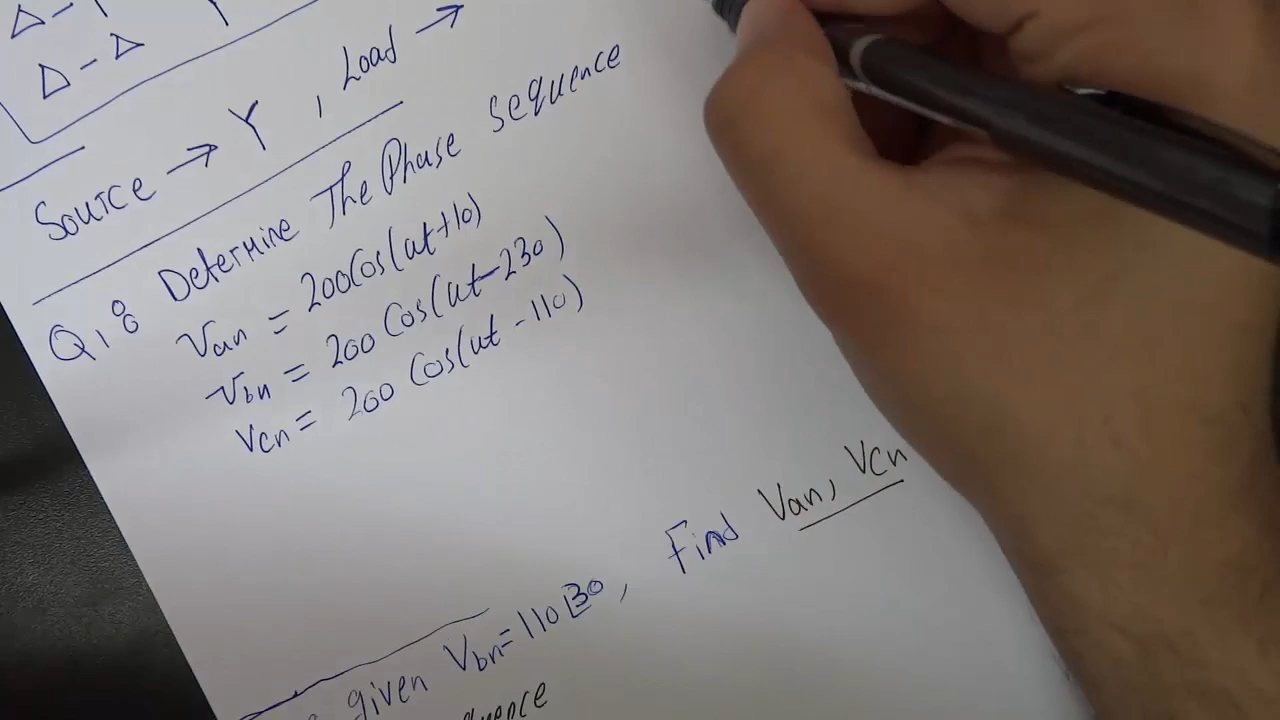 Δ-Y
Δ-Δ
Source → Y , Load →
Q1: Determine The Phase sequence
Van = 200Cos(ωt+10)
Vbn = 200 Cos(ωt-230)
Vcn = 200 Cos(ωt -110)
given Vbn=110∠30, Find Van, Vcn